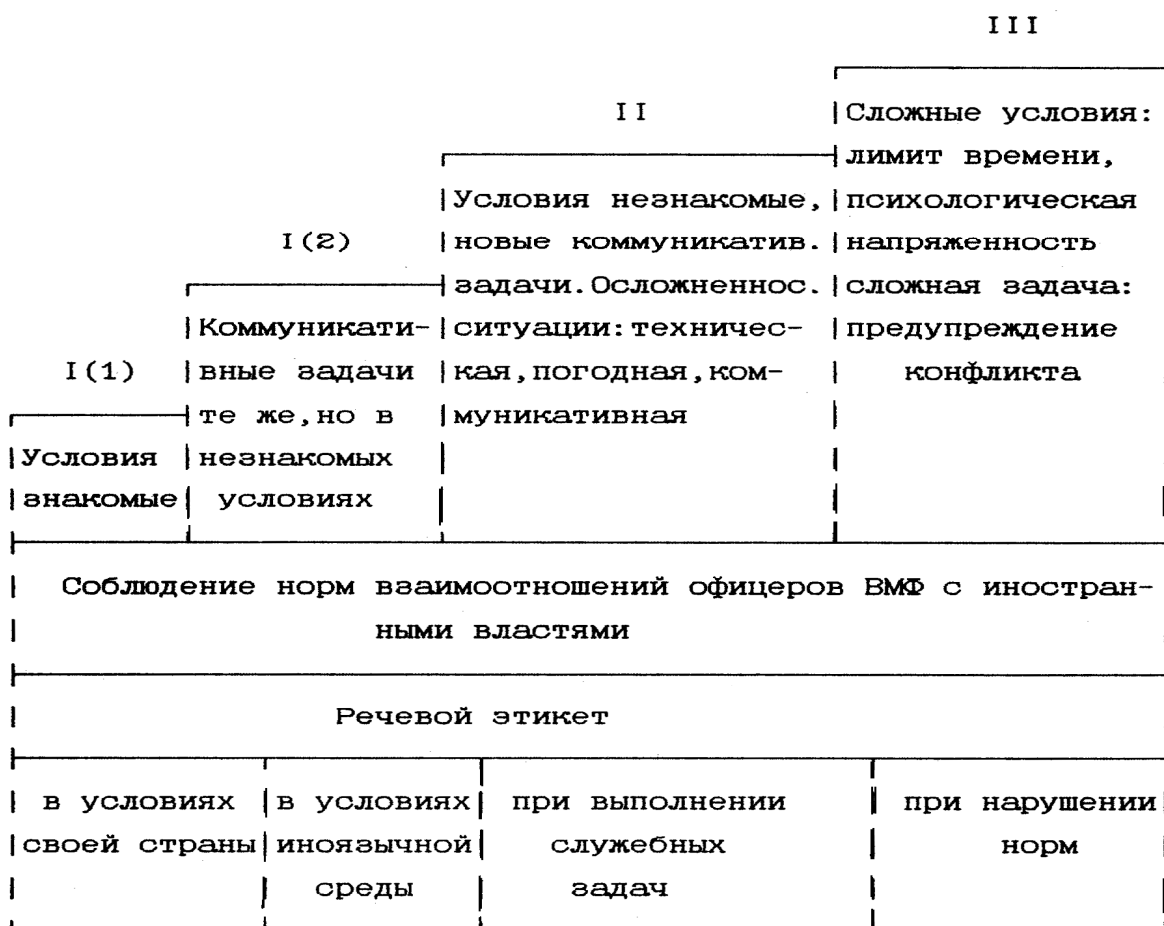 III
II
Сложные условия:
лимит времени,
Условия незнакомые,
психологическая
I(2)
новые коммуникатив.
напряженность
задачи.Осложненнос.
сложная задача:
Коммуникати-
ситуации:техничес-
предупреждение
I(1)
вные задачи
кая,погодная,ком-
конфликта
те же,но в
муникативная
Условия
незнакомых
знакомые
условиях
Соблюдение норм взаимоотношений офицеров ВМФ с иностран-
ными властями
Речевой этикет
в условиях
в условиях
при выполнении
при нарушении
своей страны
иноязычной
служебных
норм
среды
задач